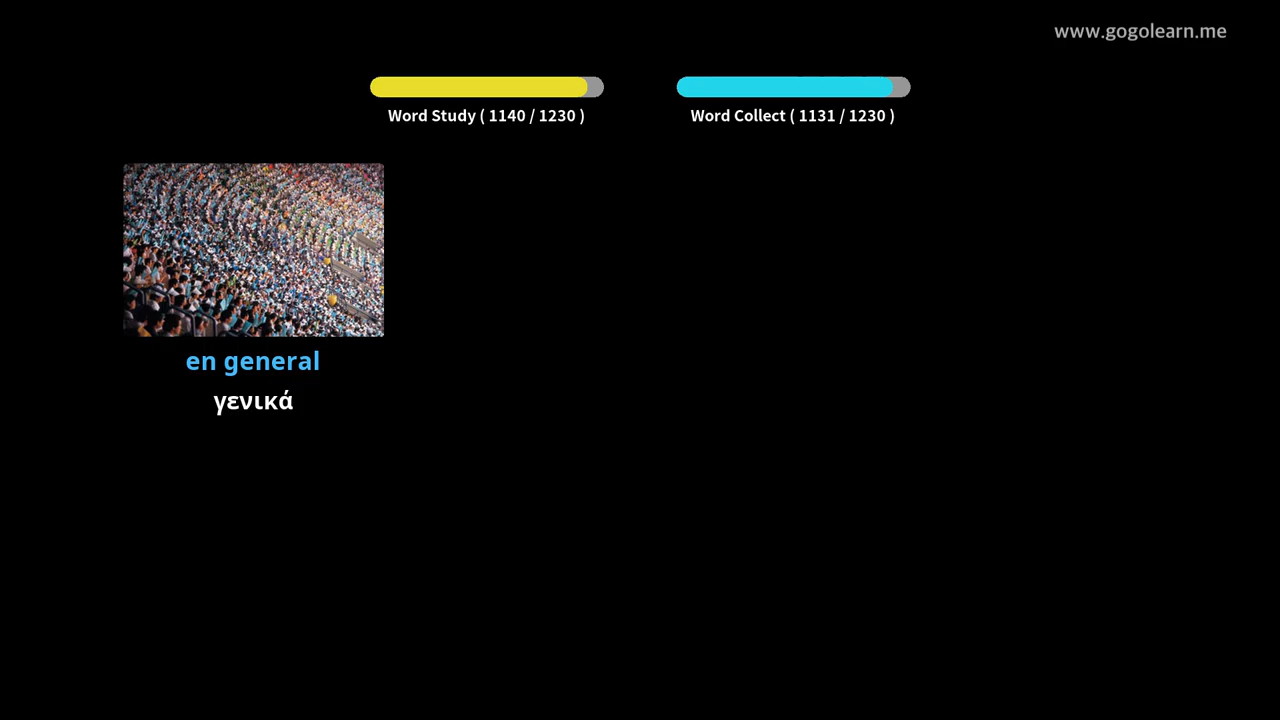 www.gogolearn.me
Word Study ( 1140 / 1230 )
Word Collect ( 1131 / 1230 )
en general
γενικά